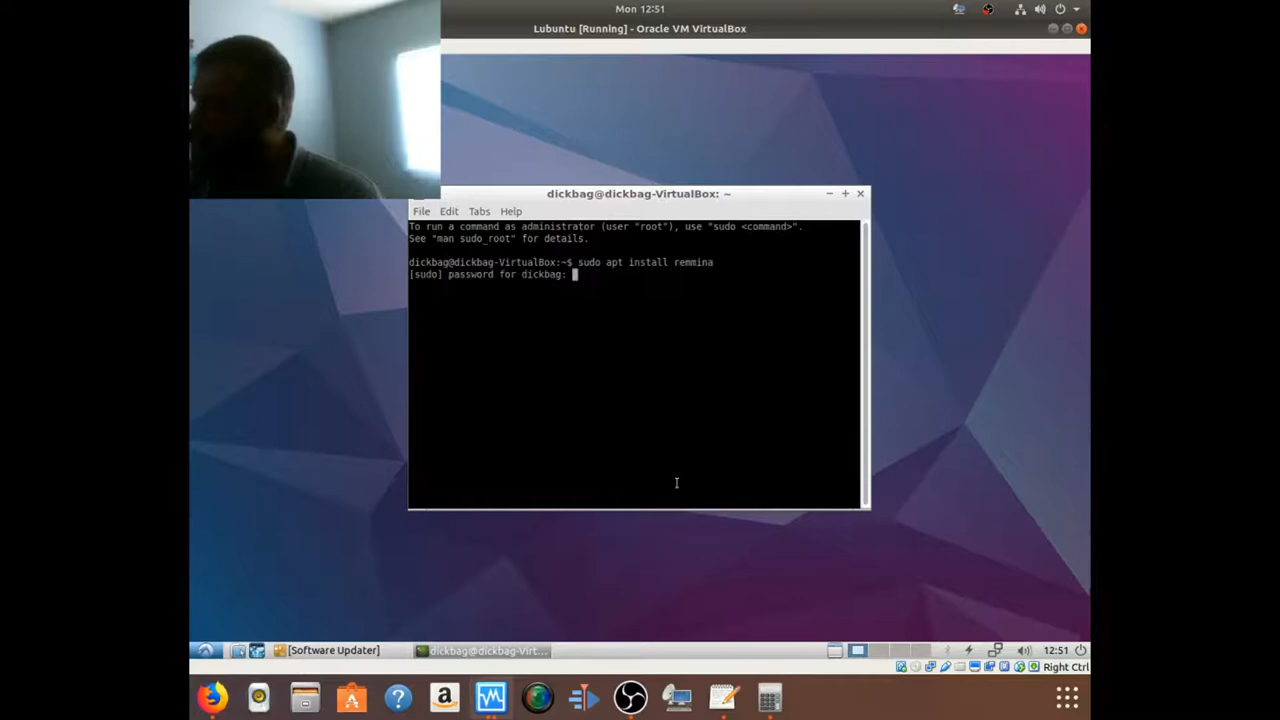 Mon 12:51
Lubuntu [Running] - Oracle VM VirtualBox
dickbag@dickbag-VirtualBox: ~
File Edit Tabs Help
To run a command as administrator (user "root"), use "sudo <command>".
See "man sudo_root" for details.
dickbag@dickbag-VirtualBox:~$ sudo apt install remmina
[sudo] password for dickbag:
[Software Updater] dickbag@dickbag-Virt... 12:51
Right Ctrl